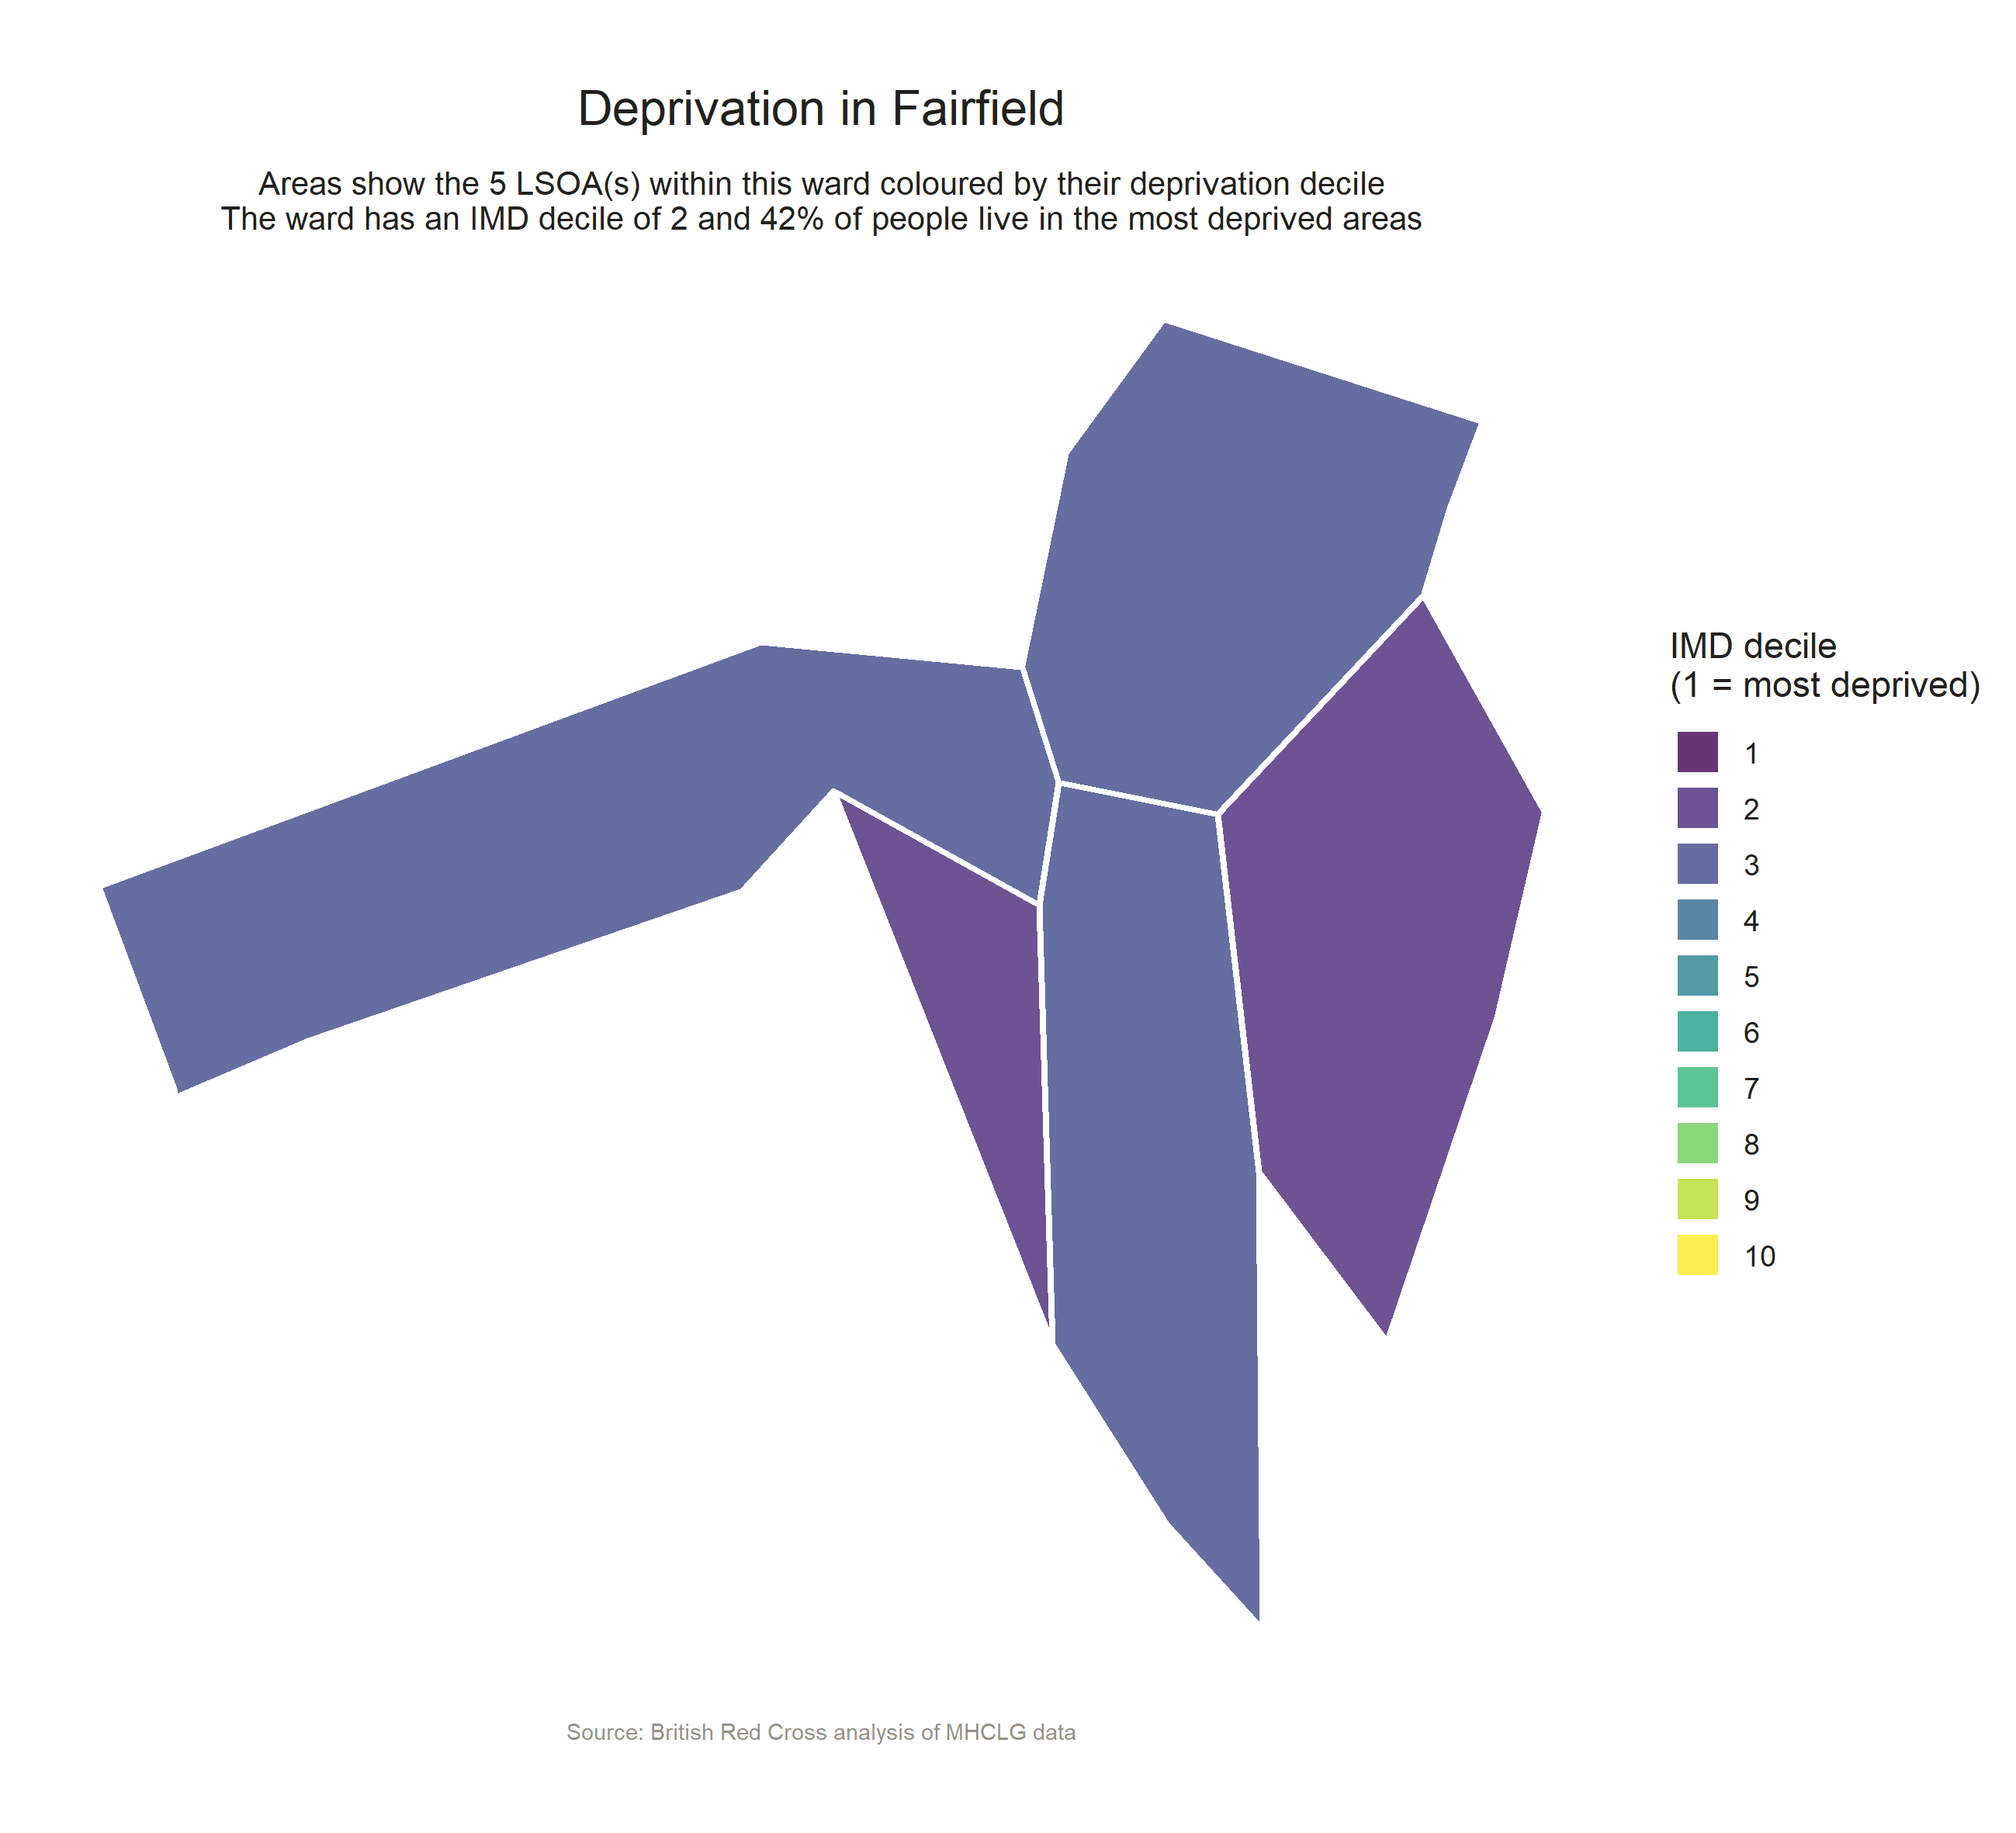 Deprivation in Fairfield
Areas show the 5 LSOA(s) within this ward coloured by their deprivation decile
The ward has an IMD decile of 2 and 42% of people live in the most deprived areas
IMD decile
(1 = most deprived)
1
2
3
4
5
6
7
8
9
10
Source: British Red Cross analysis of MHCLG data